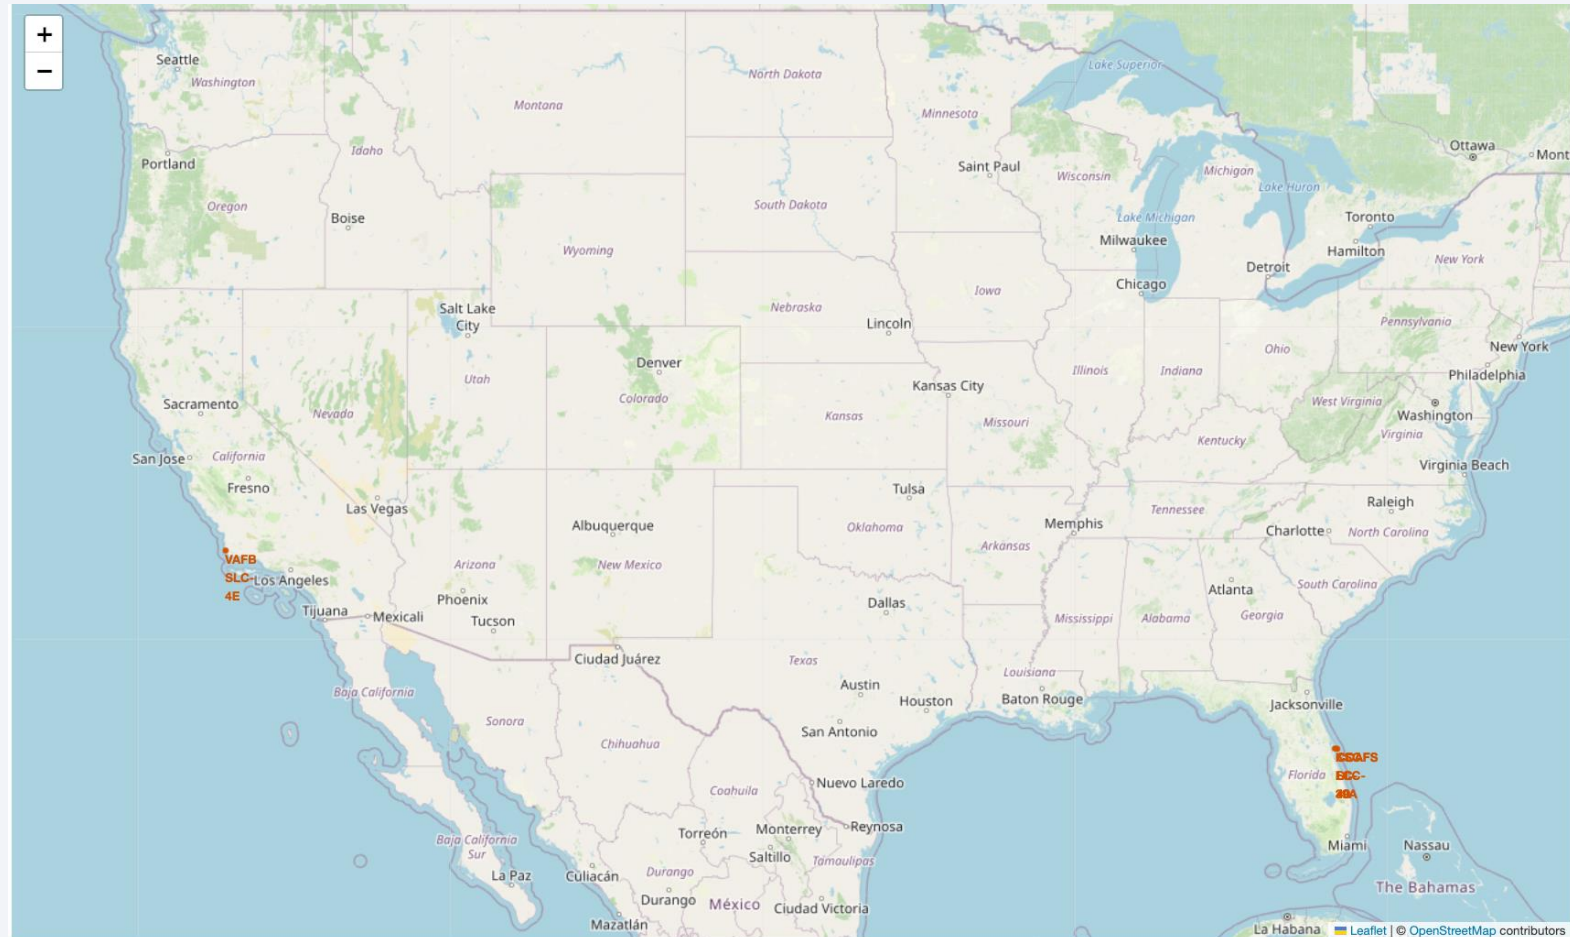 +
−
Seattle
Washington
Montana
North Dakota
Minnesota
Lake Superior
Ottawa
Mont
Portland
Idaho
Saint Paul
Wisconsin
Michigan
Lake Huron
Oregon
Boise
South Dakota
Lake Michigan
Toronto
Wyoming
Milwaukee
Hamilton
New York
Detroit
Chicago
Iowa
Salt Lake
City
Nebraska
Lincoln
Pennsylvania
New York
Ohio
Denver
Utah
Colorado
Illinois
Indiana
Philadelphia
Kansas City
Sacramento
Nevada
Kansas
Missouri
West Virginia
Washington
Virginia
Kentucky
San Jose
California
Virginia Beach
Fresno
Las Vegas
Tulsa
Tennessee
Raleigh
Albuquerque
Oklahoma
Memphis
Charlotte
North Carolina
Arkansas
VAFB
SLC-
4E
Los Angeles
Arizona
New Mexico
South Carolina
Atlanta
Phoenix
Dallas
Tijuana
Mexicali
Tucson
Mississippi
Alabama
Georgia
Ciudad Juárez
Texas
Louisiana
Baja California
Austin
Houston
Baton Rouge
Jacksonville
Sonora
San Antonio
Chihuahua
Florida
Nuevo Laredo
Coahuila
Reynosa
Torreón
Monterrey
Baja California
Sur
Saltillo
Tamaulipas
Miami
Nassau
La Paz
Culiacán
Durango
The Bahamas
Durango
México
Ciudad Victoria
Mazatlán
La Habana
Leaflet | © OpenStreetMap contributors